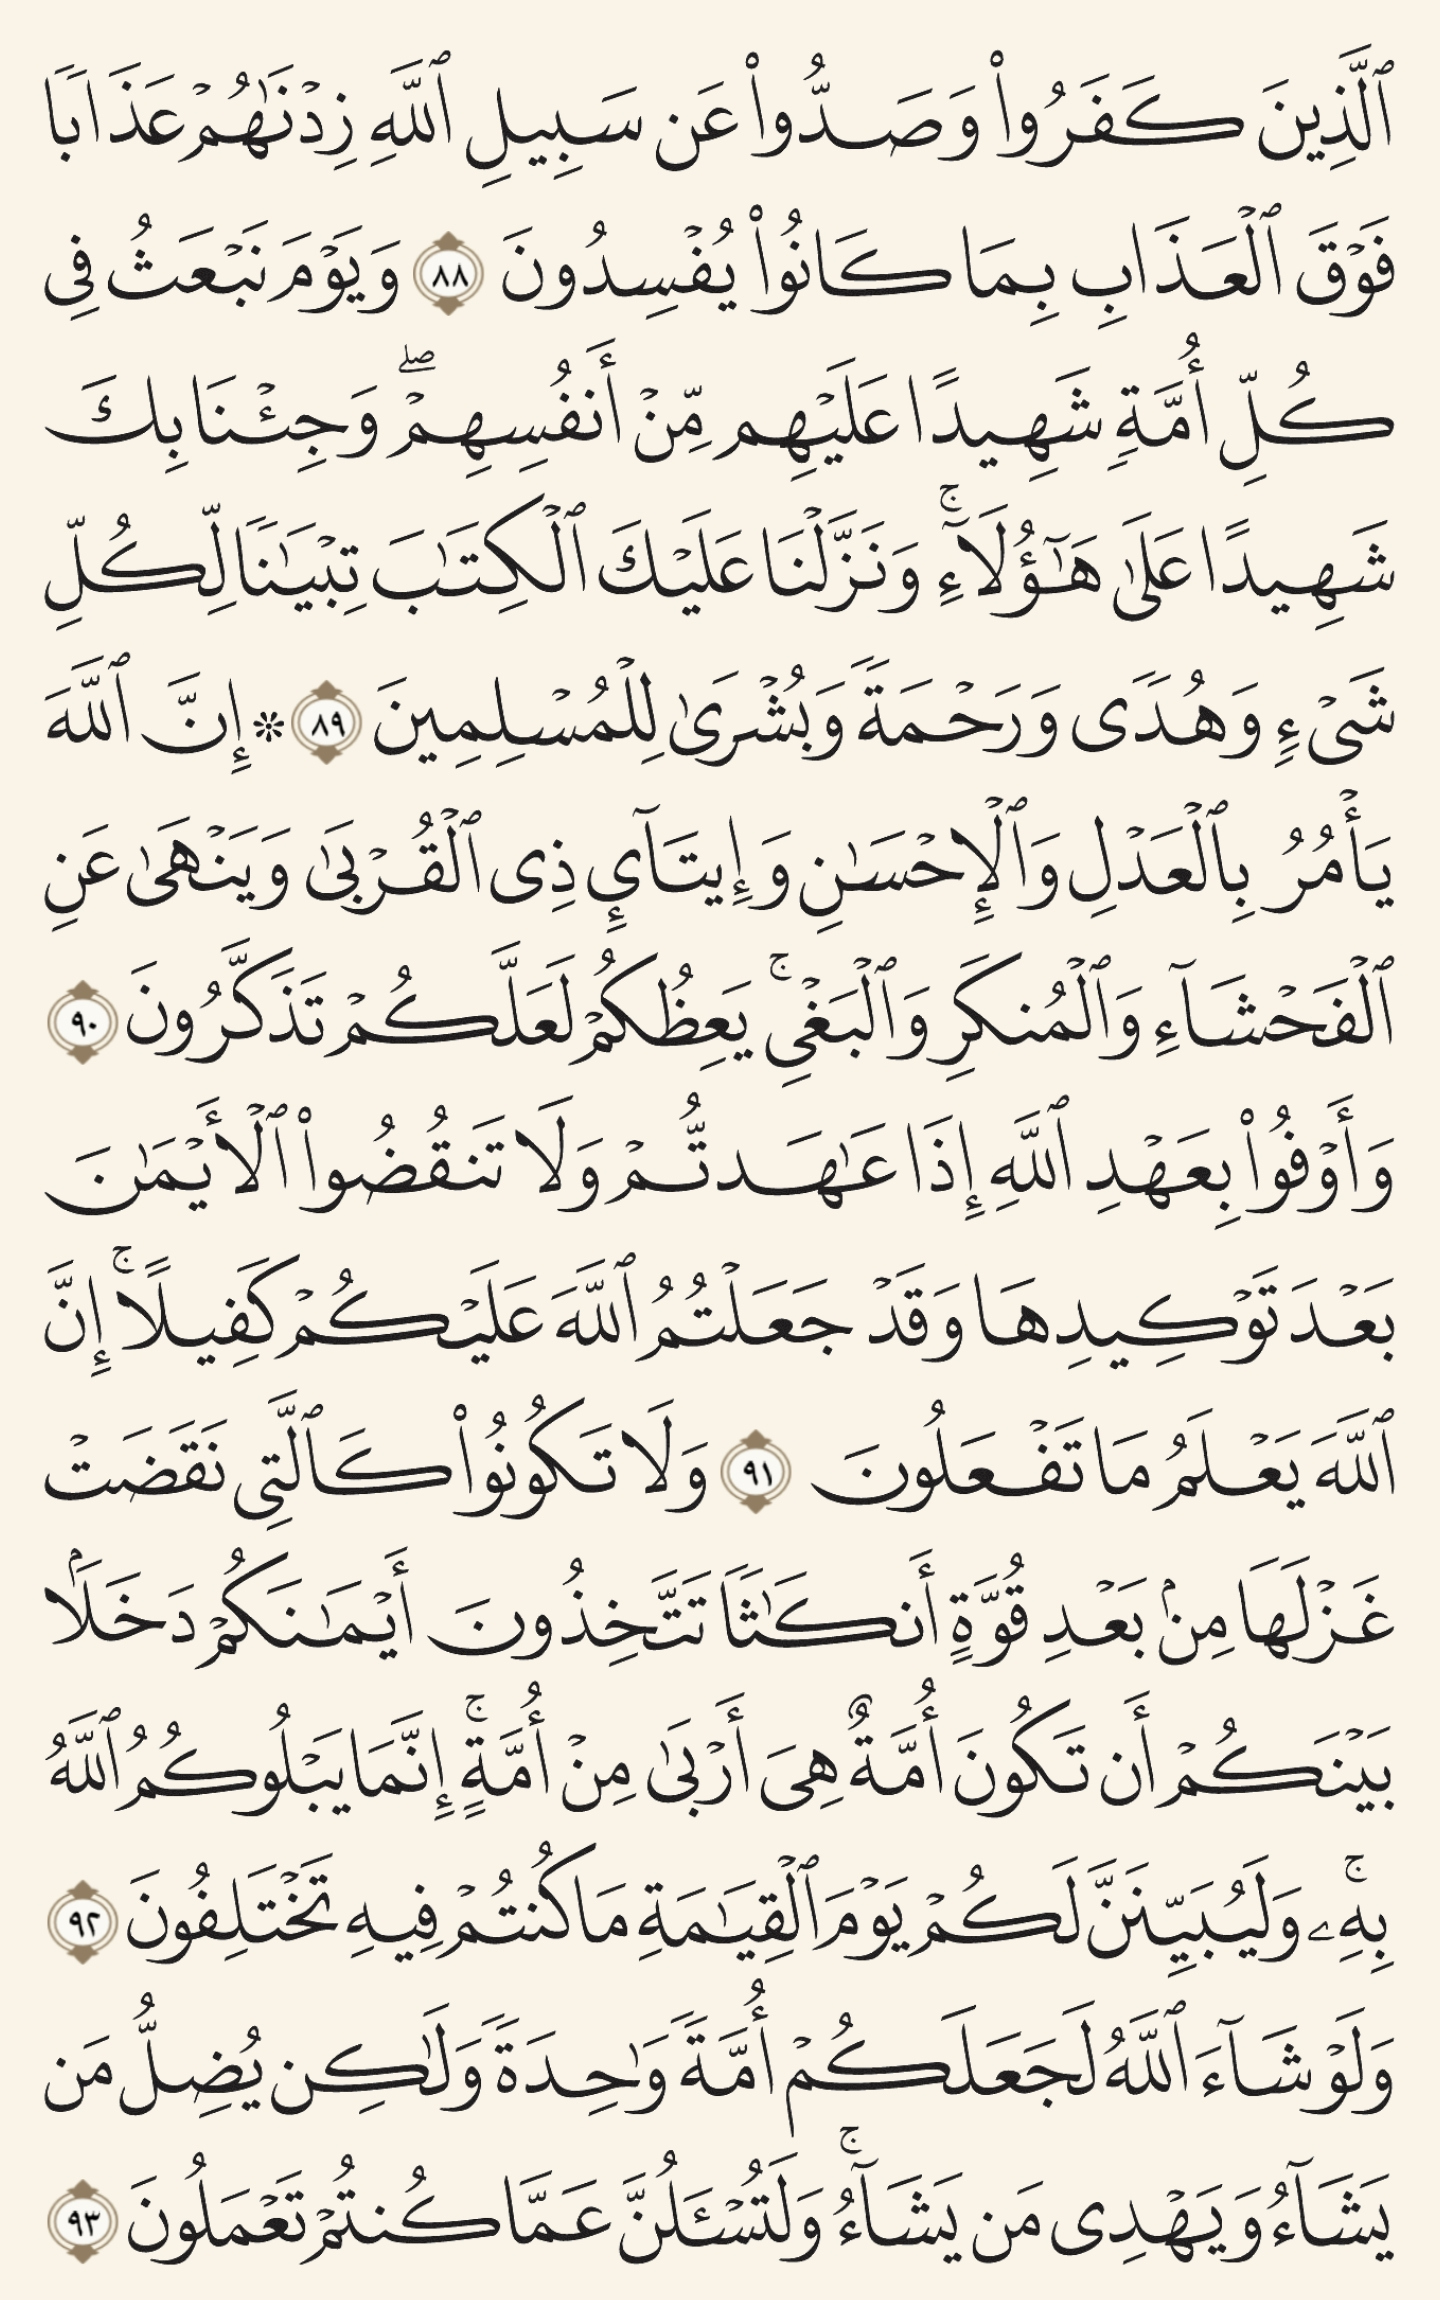 ٱلَّذِينَ كَفَرُوا۟ وَصَدُّوا۟ عَن سَبِيلِ ٱللَّهِ زِدْنَٰهُمْ عَذَابًا
فَوْقَ ٱلْعَذَابِ بِمَا كَانُوا۟ يُفْسِدُونَ ٨٨ وَيَوْمَ نَبْعَثُ فِى
كُلِّ أُمَّةٍ شَهِيدًا عَلَيْهِم مِّنْ أَنفُسِهِمْ ۖ وَجِئْنَا بِكَ
شَهِيدًا عَلَىٰ هَٰٓؤُلَآءِ ۚ وَنَزَّلْنَا عَلَيْكَ ٱلْكِتَٰبَ تِبْيَٰنًا لِّكُلِّ
شَىْءٍ وَهُدًى وَرَحْمَةً وَبُشْرَىٰ لِلْمُسْلِمِينَ ٨٩ ۞ إِنَّ ٱللَّهَ
يَأْمُرُ بِٱلْعَدْلِ وَٱلْإِحْسَٰنِ وَإِيتَآئِ ذِى ٱلْقُرْبَىٰ وَيَنْهَىٰ عَنِ
ٱلْفَحْشَآءِ وَٱلْمُنكَرِ وَٱلْبَغْىِ ۚ يَعِظُكُمْ لَعَلَّكُمْ تَذَكَّرُونَ ٩٠
وَأَوْفُوا۟ بِعَهْدِ ٱللَّهِ إِذَا عَٰهَدتُّمْ وَلَا تَنقُضُوا۟ ٱلْأَيْمَٰنَ
بَعْدَ تَوْكِيدِهَا وَقَدْ جَعَلْتُمُ ٱللَّهَ عَلَيْكُمْ كَفِيلًا ۚ إِنَّ
ٱللَّهَ يَعْلَمُ مَا تَفْعَلُونَ ٩١ وَلَا تَكُونُوا۟ كَٱلَّتِى نَقَضَتْ
غَزْلَهَا مِنۢ بَعْدِ قُوَّةٍ أَنكَٰثًا تَتَّخِذُونَ أَيْمَٰنَكُمْ دَخَلًۢا
بَيْنَكُمْ أَن تَكُونَ أُمَّةٌ هِىَ أَرْبَىٰ مِنْ أُمَّةٍ ۚ إِنَّمَا يَبْلُوكُمُ ٱللَّهُ
بِهِۦ ۚ وَلَيُبَيِّنَنَّ لَكُمْ يَوْمَ ٱلْقِيَٰمَةِ مَا كُنتُمْ فِيهِ تَخْتَلِفُونَ ٩٢
وَلَوْ شَآءَ ٱللَّهُ لَجَعَلَكُمْ أُمَّةً وَٰحِدَةً وَلَٰكِن يُضِلُّ مَن
يَشَآءُ وَيَهْدِى مَن يَشَآءُ ۚ وَلَتُسْـَٔلُنَّ عَمَّا كُنتُمْ تَعْمَلُونَ ٩٣